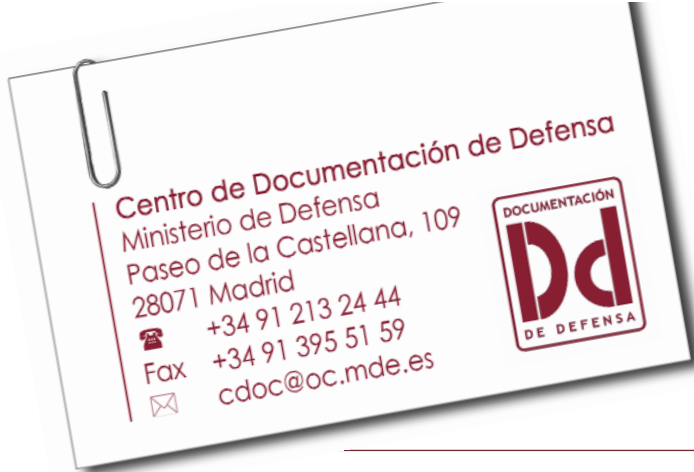 Centro de Documentación de Defensa
Ministerio de Defensa
Paseo de la Castellana, 109
28071 Madrid
+34 91 213 24 44
Fax +34 91 395 51 59
cdoc@oc.mde.es
DOCUMENTACIÓN
Dd
DE DEFENSA